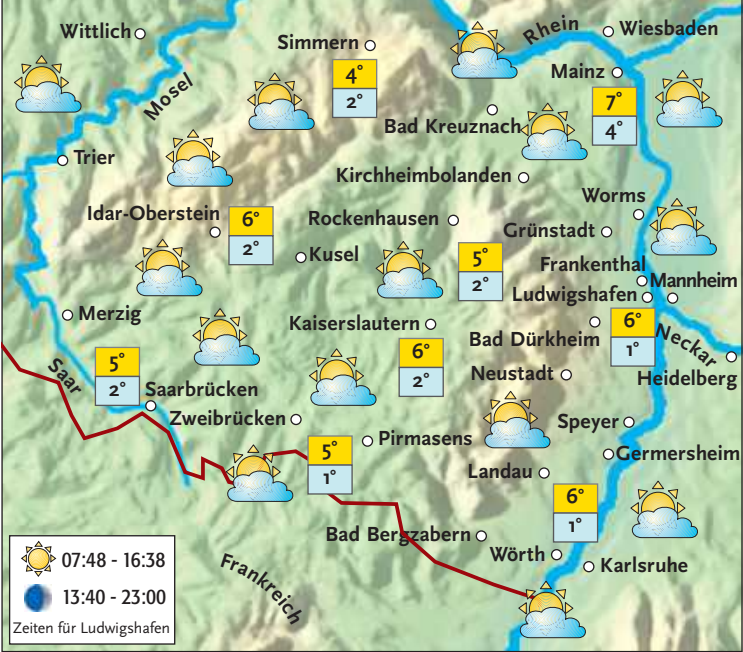 Wittlich
Simmern
Rhein
Wiesbaden
Mainz
4°
2°
Mosel
7°
4°
Bad Kreuznach
Trier
Kirchheimbolanden
Worms
Idar-Oberstein
6°
2°
Rockenhausen
Grünstadt
Kusel
5°
2°
Frankenthal
Mannheim
Ludwigshafen
Merzig
Kaiserslautern
Bad Dürkheim
6°
1°
Neckar
5°
2°
Saar
6°
2°
Neustadt
Heidelberg
Saarbrücken
Zweibrücken
Speyer
Pirmasens
5°
1°
Germersheim
Landau
6°
1°
Bad Bergzabern
Wörth
Karlsruhe
Frankreich
07:48 - 16:38
13:40 - 23:00
Zeiten für Ludwigshafen